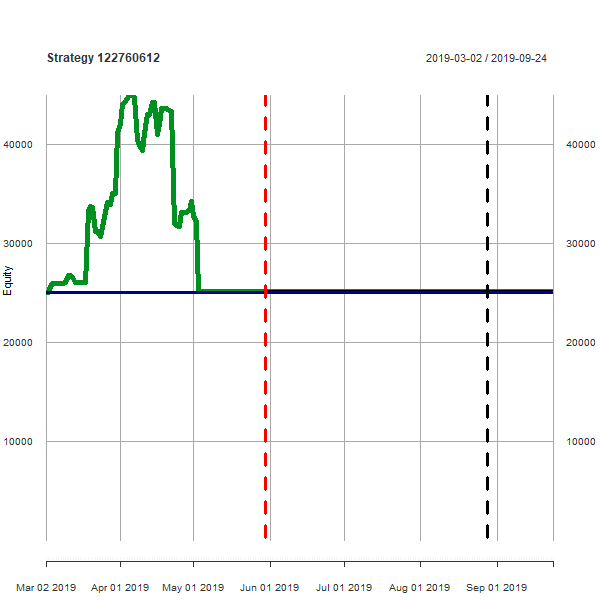 Strategy 122760612
2019-03-02 / 2019-09-24
40000
40000
30000
30000
Equity
20000
20000
10000
10000
Mar 02 2019
Apr 01 2019
May 01 2019
Jun 01 2019
Jul 01 2019
Aug 01 2019
Sep 01 2019